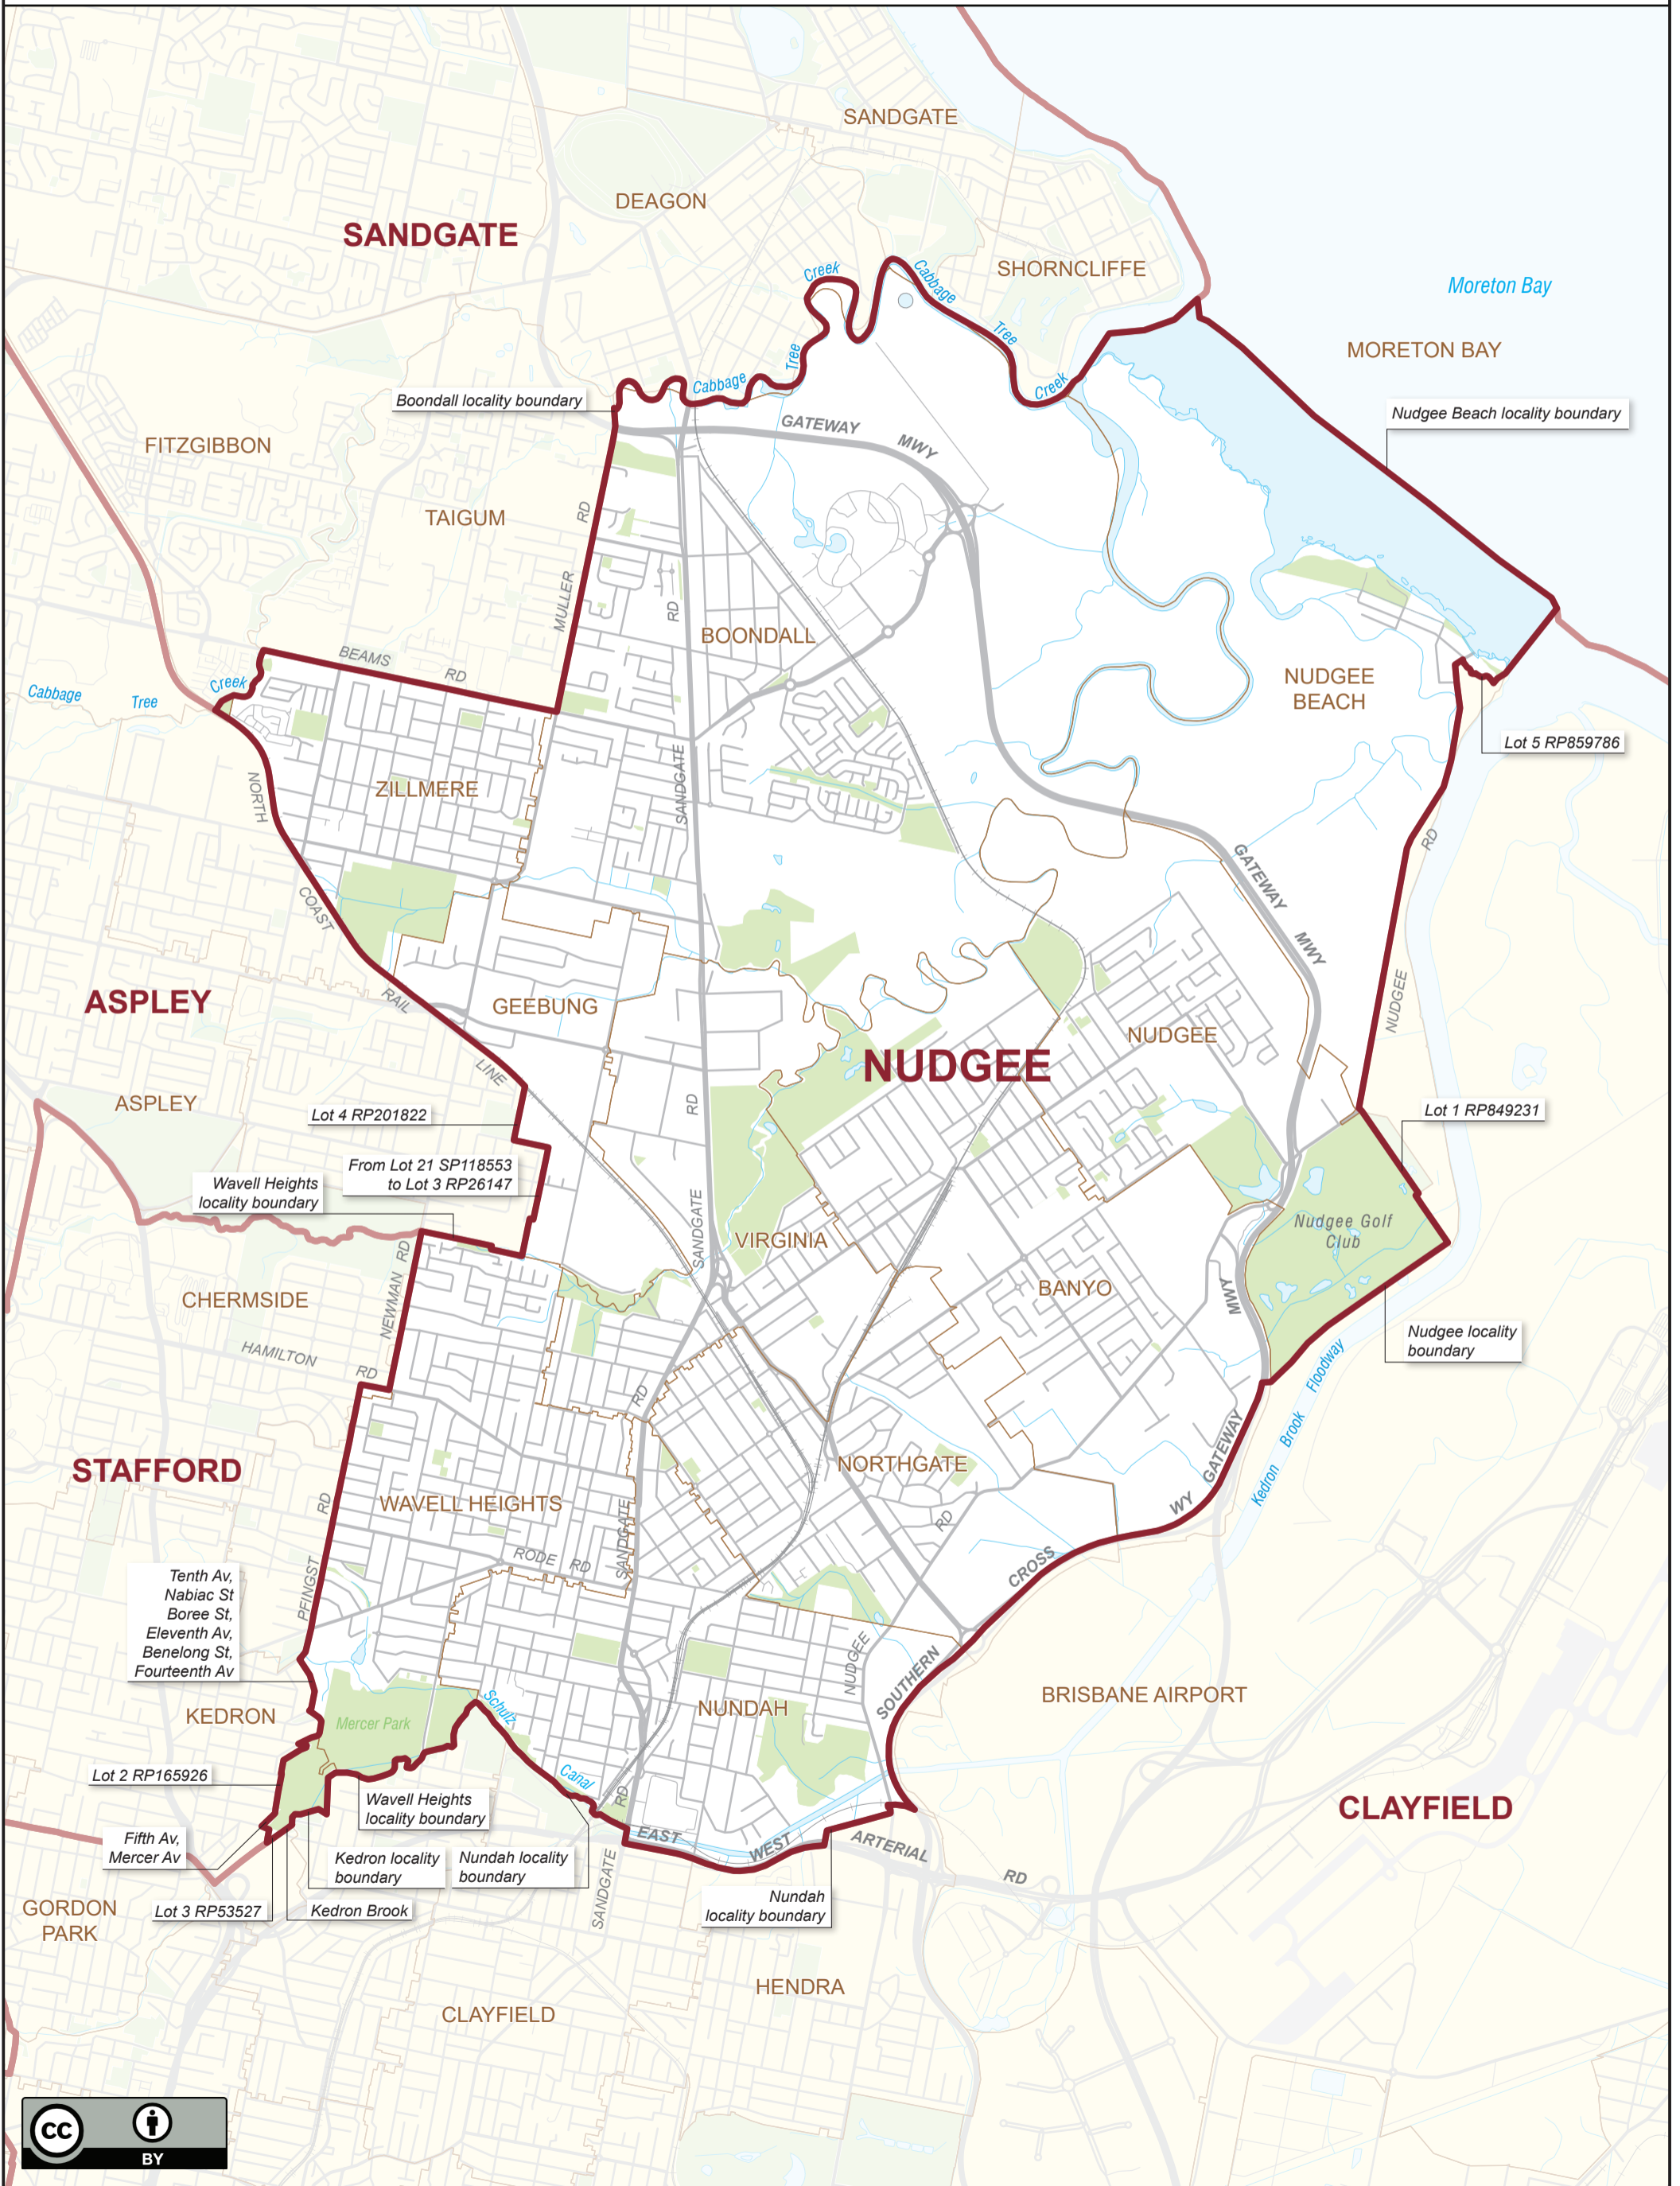 SANDGATE
DEAGON
SANDGATE
SHORNCLIFFE
Creek
Cabbage
Tree
Moreton Bay
MORETON BAY
Tree
Cabbage
Creek
Boondall locality boundary
Nudgee Beach locality boundary
GATEWAY
MWY
FITZGIBBON
TAIGUM
RD
MULLER
RD
BOONDALL
NUDGEE
BEACH
BEAMS
RD
Cabbage
Tree
Creek
Lot 5 RP859786
NORTH
ZILLMERE
SANDGATE
RD
GATEWAY
MWY
COAST
ASPLEY
RAIL
GEEBUNG
NUDGEE
NUDGEE
NUDGEE
LINE
ASPLEY
RD
Lot 4 RP201822
Lot 1 RP849231
From Lot 21 SP118553
to Lot 3 RP26147
Wavell Heights
locality boundary
SANDGATE
VIRGINIA
Nudgee Golf
Club
RD
NEWMAN
CHERMSIDE
BANYO
MWY
HAMILTON
RD
Nudgee locality
boundary
RD
Floodway
Brook
Kedron
GATEWAY
STAFFORD
NORTHGATE
WAVELL HEIGHTS
RD
SANDGATE
RD
WY
CROSS
RODE
RD
Tenth Av,
Nabiac St
Boree St,
Eleventh Av,
Benelong St,
Fourteenth Av
PFINGST
NUDGEE
SOUTHERN
KEDRON
Mercer Park
Schulz
NUNDAH
BRISBANE AIRPORT
Lot 2 RP165926
Canal
RD
Wavell Heights
locality boundary
CLAYFIELD
Fifth Av,
Mercer Av
EAST
WEST
ARTERIAL
RD
Kedron locality
boundary
Nundah locality
boundary
SANDGATE
Nundah
locality boundary
GORDON
PARK
Lot 3 RP53527
Kedron Brook
HENDRA
CLAYFIELD
CC
BY